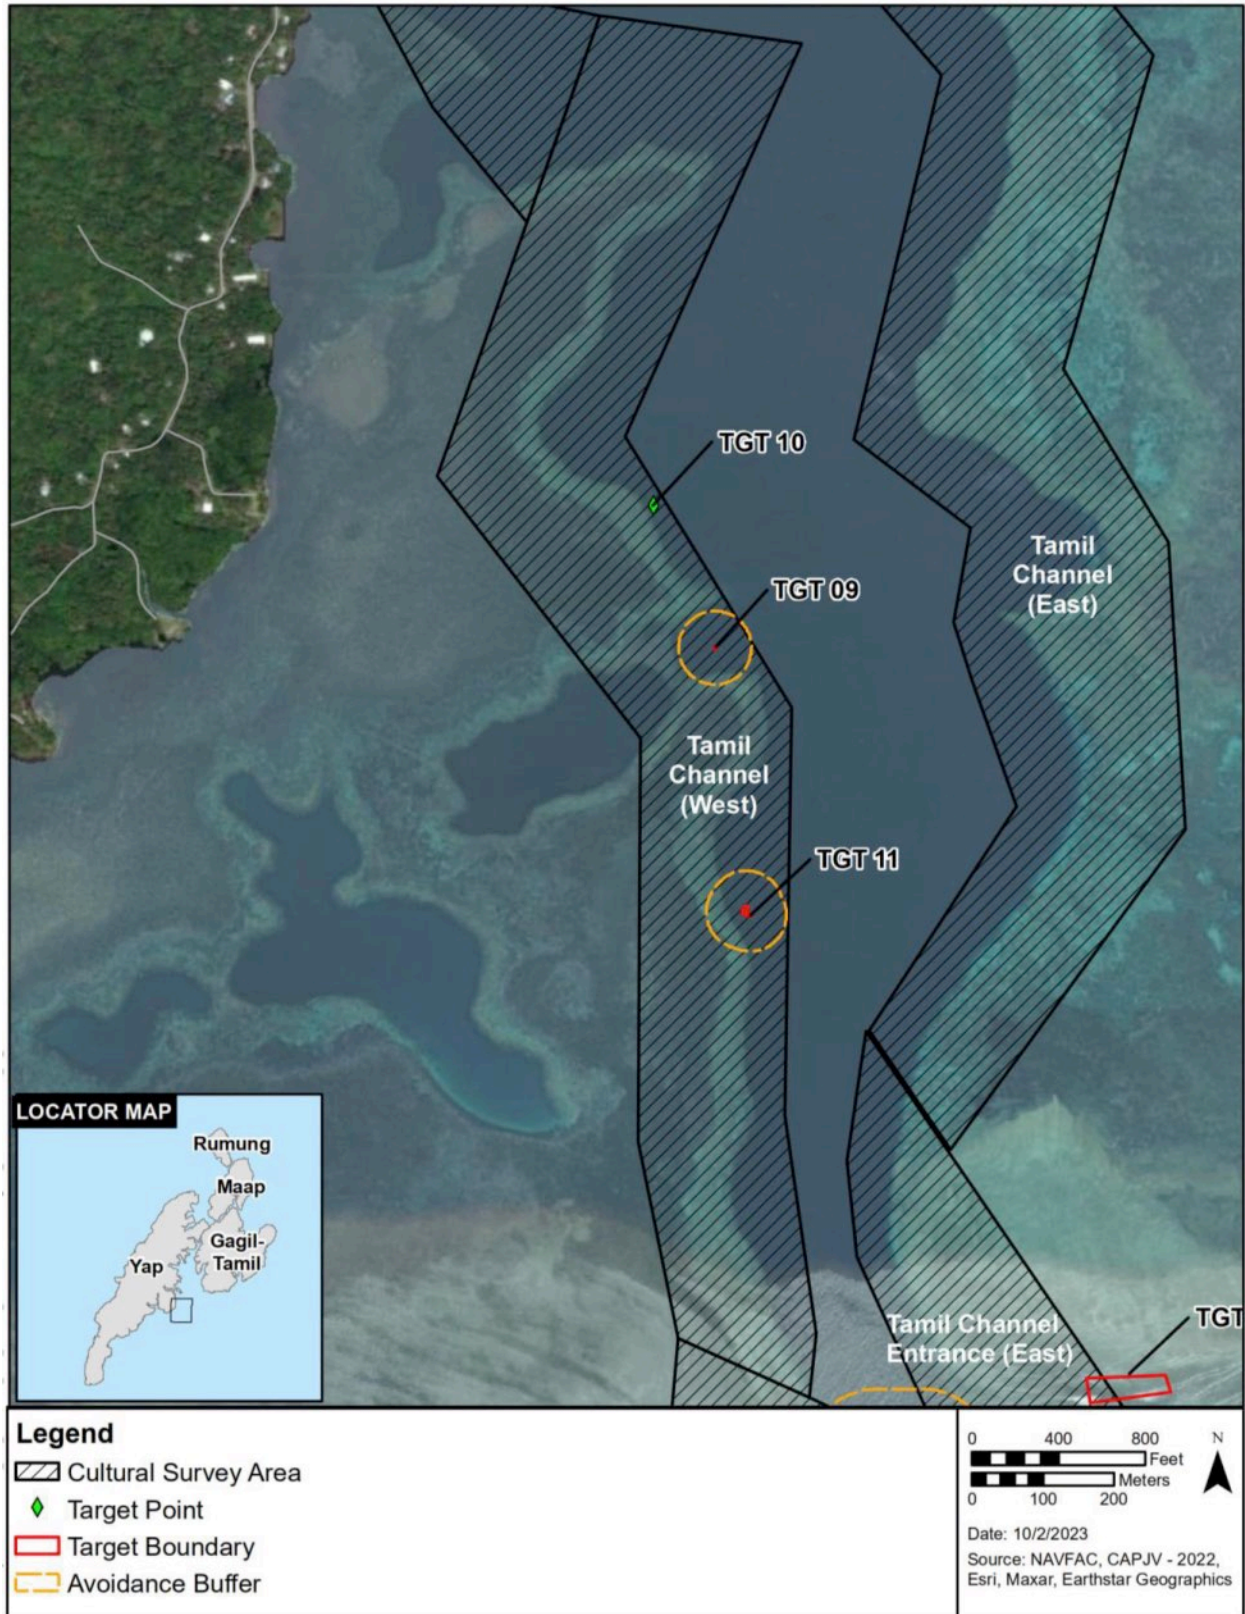 TGT 10
Tamil
Channel
(East)
TGT 09
Tamil
Channel
(West)
TGT 11
LOCATOR MAP
Rumung
Maap
Gagil-
Tamil
Yap
Tamil Channel
Entrance (East)
TGT
Legend
Cultural Survey Area
Target Point
Target Boundary
Avoidance Buffer
0 400 800
Feet
Meters
0 100 200
N
Date: 10/2/2023
Source: NAVFAC, CAPJV - 2022,
Esri, Maxar, Earthstar Geographics